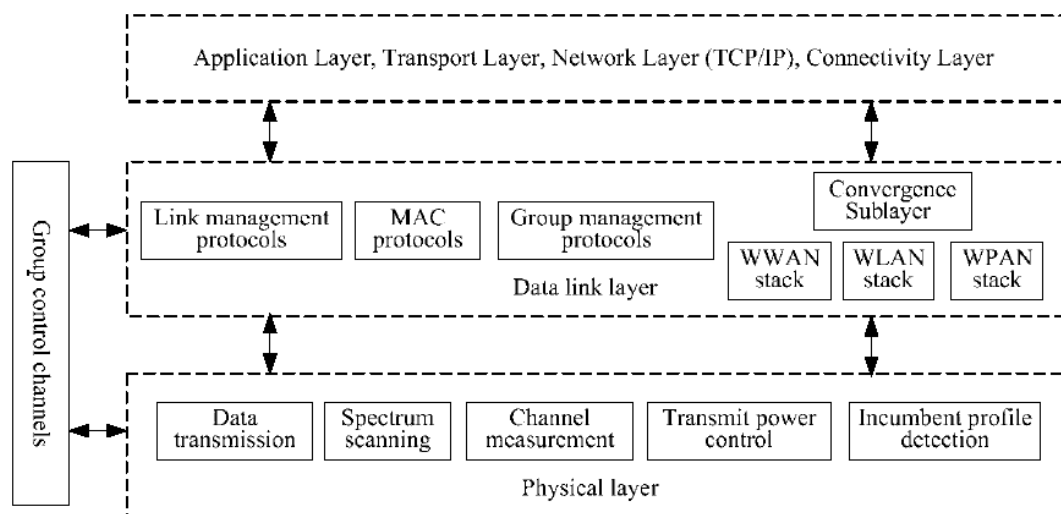 Application Layer, Transport Layer, Network Layer (TCP/IP), Connectivity Layer
Group control channels
Link management
protocols
MAC
protocols
Group management
protocols
Convergence
Sublayer
WWAN
stack
WLAN
stack
WPAN
stack
Data link layer
Data
transmission
Spectrum
scanning
Channel
measurement
Transmit power
control
Incumbent profile
detection
Physical layer